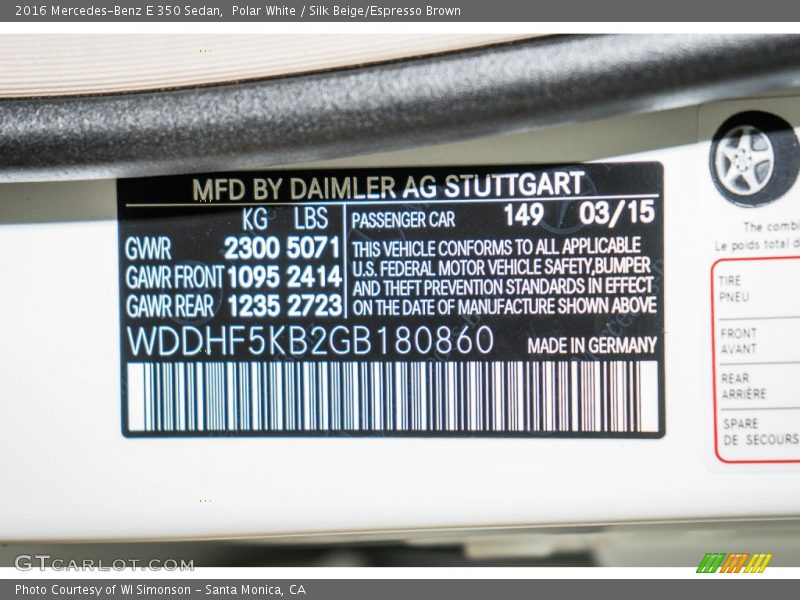 2016 Mercedes-Benz E 350 Sedan, Polar White / Silk Beige/Espresso Brown
MFD BY DAIMLER AG STUTTGART
KG LBS
GVWR 2300 5071
GAWR FRONT 1095 2414
GAWR REAR 1235 2723
PASSENGER CAR 149 03/15
THIS VEHICLE CONFORMS TO ALL APPLICABLE
U.S. FEDERAL MOTOR VEHICLE SAFETY, BUMPER
AND THEFT PREVENTION STANDARDS IN EFFECT
ON THE DATE OF MANUFACTURE SHOWN ABOVE
WDDHF5KB2GB180860 MADE IN GERMANY
The combi
Le poids total d
TIRE
PNEU
FRONT
AVANT
REAR
ARRIÈRE
SPARE
DE SECOURS
GTCARLOT.COM
Photo Courtesy of WI Simonson - Santa Monica, CA